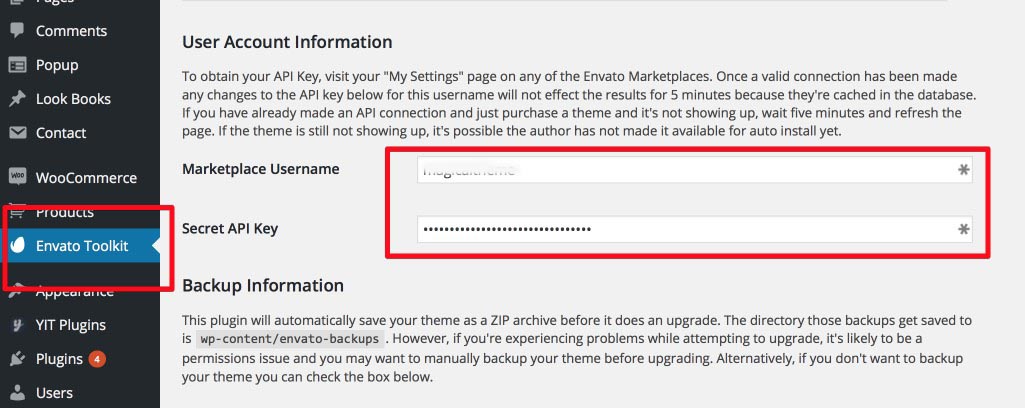 Pages
Comments
Popup
Look Books
Contact
WooCommerce
Products
Envato Toolkit
Appearance
YIT Plugins
Plugins 4
Users
User Account Information
To obtain your API Key, visit your "My Settings" page on any of the Envato Marketplaces. Once a valid connection has been made
any changes to the API key below for this username will not effect the results for 5 minutes because they're cached in the database.
If you have already made an API connection and just purchase a theme and it's not showing up, wait five minutes and refresh the
page. If the theme is still not showing up, it's possible the author has not made it available for auto install yet.
Marketplace Username
Secret API Key
Backup Information
This plugin will automatically save your theme as a ZIP archive before it does an upgrade. The directory those backups get saved to
is wp-content/envato-backups . However, if you're experiencing problems while attempting to upgrade, it's likely to be a
permissions issue and you may want to manually backup your theme before upgrading. Alternatively, if you don't want to backup
your theme you can check the box below.